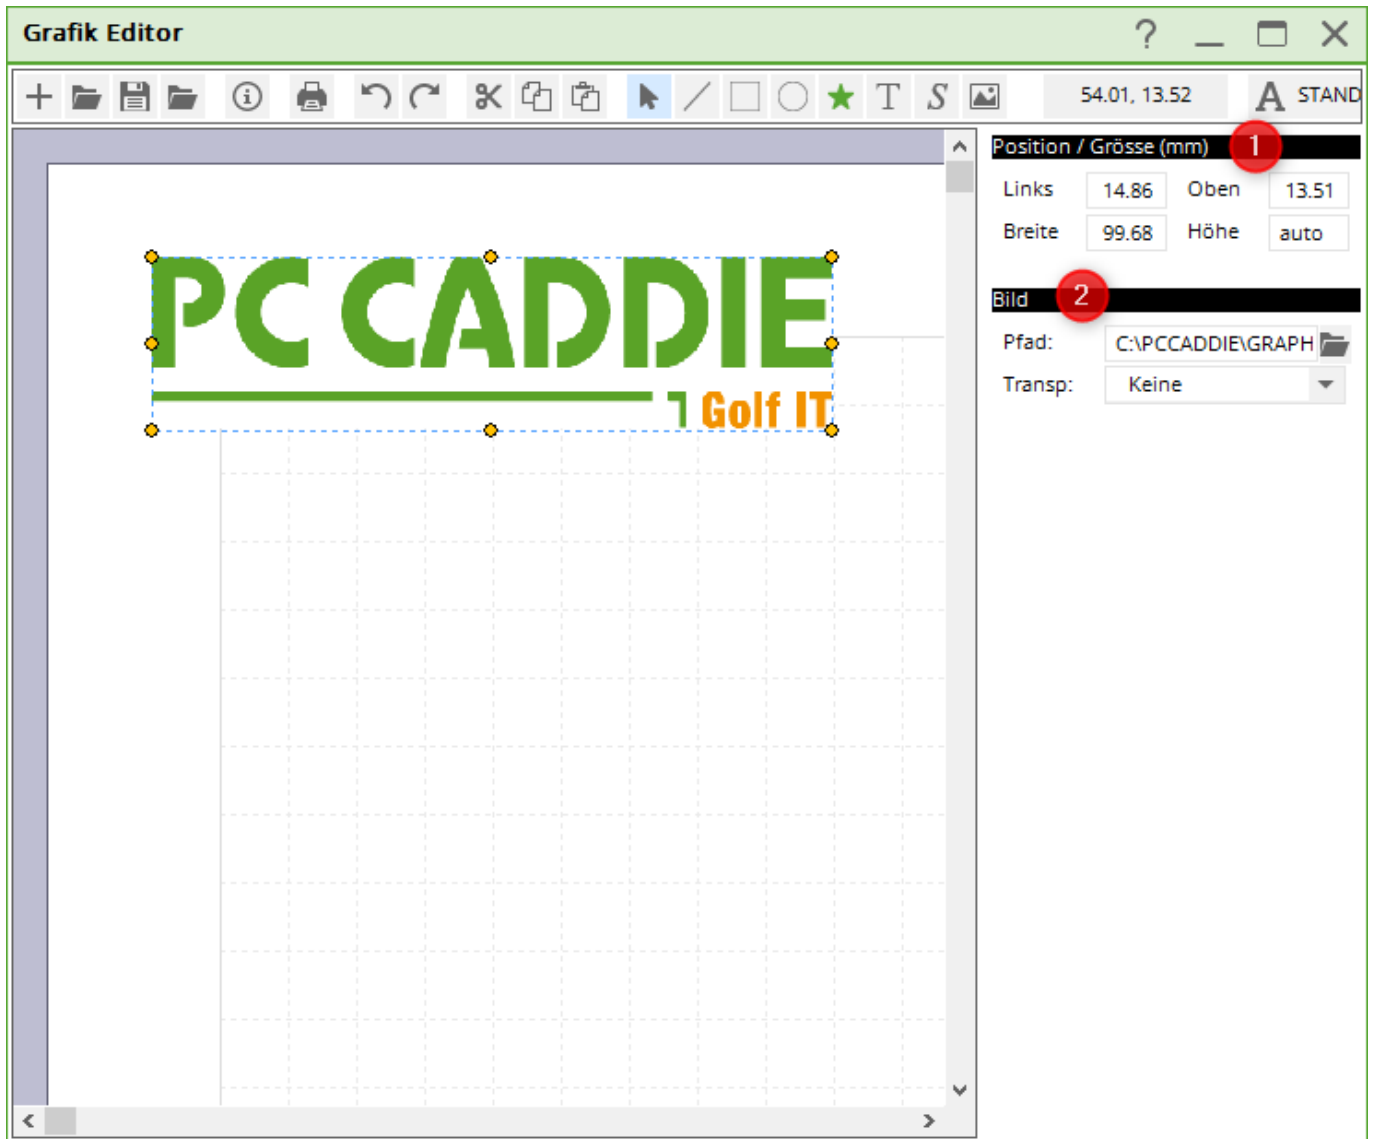 Grafik Editor
54.01, 13.52
A STAND
Position / Grösse (mm) 1
Links 14.86 Oben 13.51
Breite 99.68 Höhe auto
PC CADDIE
Golf IT
Bild 2
Pfad: C:\PCCADDIE\GRAPH
Transp: Keine